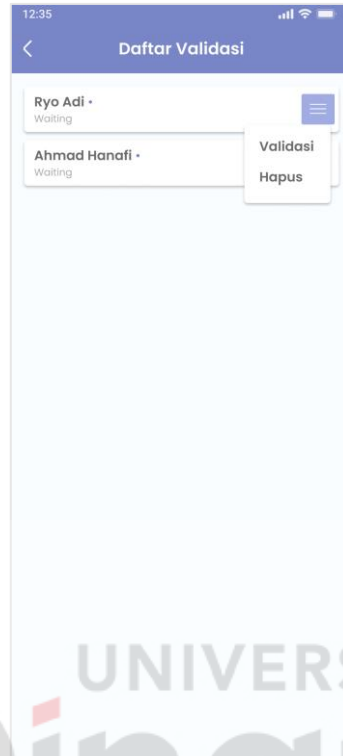 12:35
Daftar Validasi
Ryo Adi •
Waiting
Validasi
Hapus
Ahmad Hanafi •
Waiting
UNIVERS